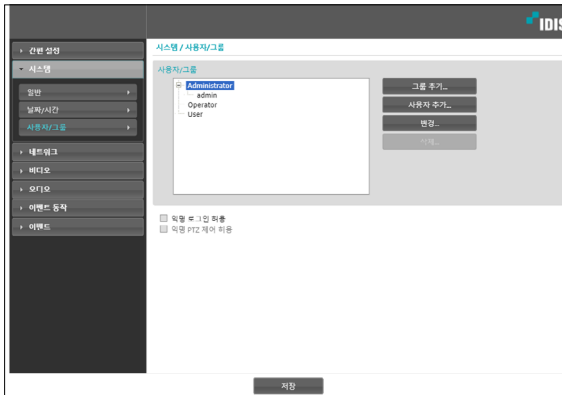 IDIS
간편 설정
시스템
일반
날짜/시간
사용자/그룹
네트워크
비디오
오디오
이벤트 동작
이벤트
시스템 / 사용자/그룹
사용자/그룹
Administrator
admin
Operator
User
그룹 추가...
사용자 추가...
변경...
삭제...
익명 로그인 허용
익명 PTZ 제어 허용
저장